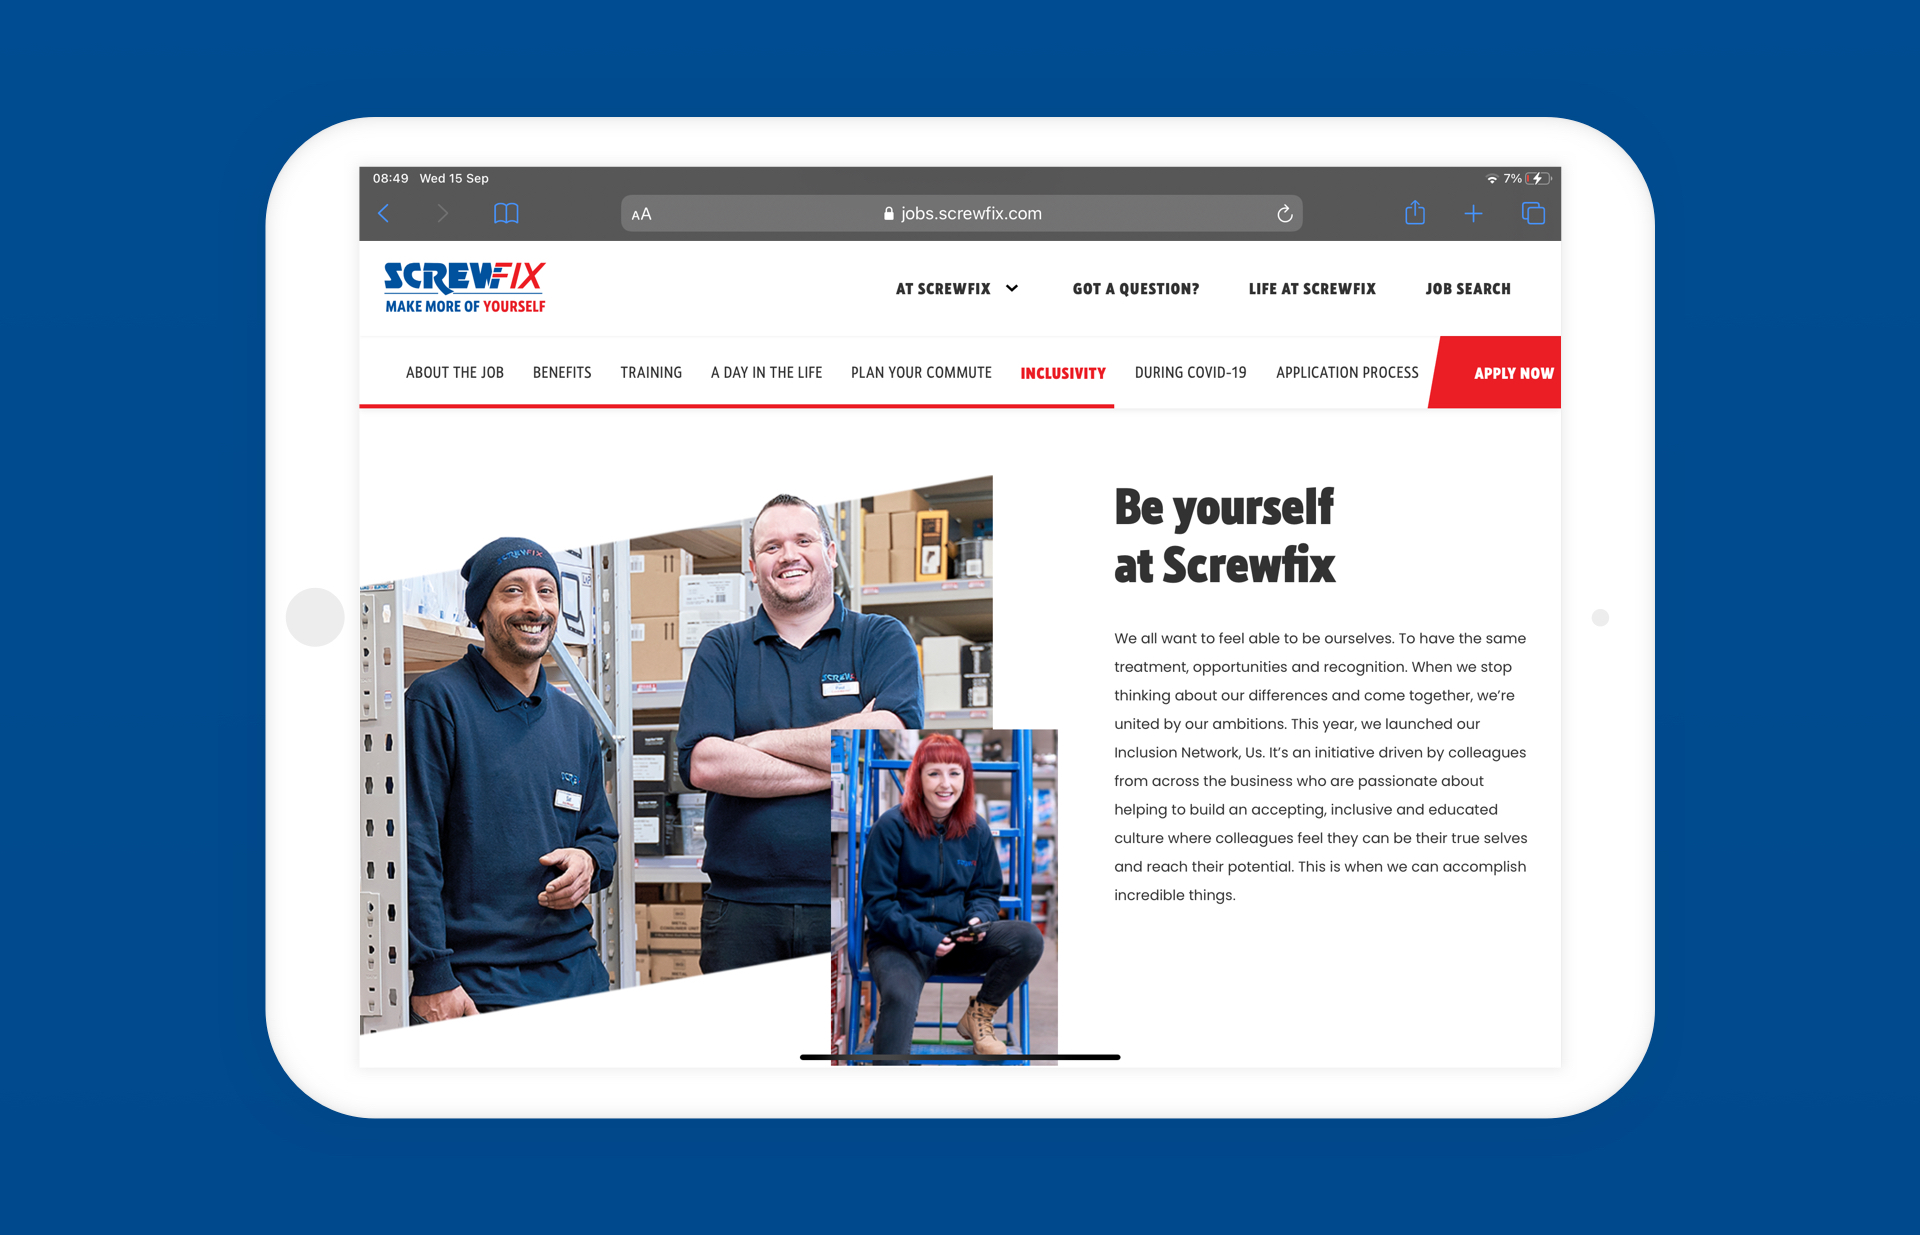 08:49 Wed 15 Sep
7%
AA
jobs.screwfix.com
SCREWFIX
MAKE MORE OF YOURSELF
AT SCREWFIX
GOT A QUESTION?
LIFE AT SCREWFIX
JOB SEARCH
ABOUT THE JOB
BENEFITS
TRAINING
A DAY IN THE LIFE
PLAN YOUR COMMUTE
INCLUSIVITY
DURING COVID-19
APPLICATION PROCESS
APPLY NOW
SCREWFIX
Be yourself
at Screwfix
We all want to feel able to be ourselves. To have the same
treatment, opportunities and recognition. When we stop
thinking about our differences and come together, we’re
united by our ambitions. This year, we launched our
Inclusion Network, Us. It’s an initiative driven by colleagues
from across the business who are passionate about
helping to build an accepting, inclusive and educated
culture where colleagues feel they can be their true selves
and reach their potential. This is when we can accomplish
incredible things.